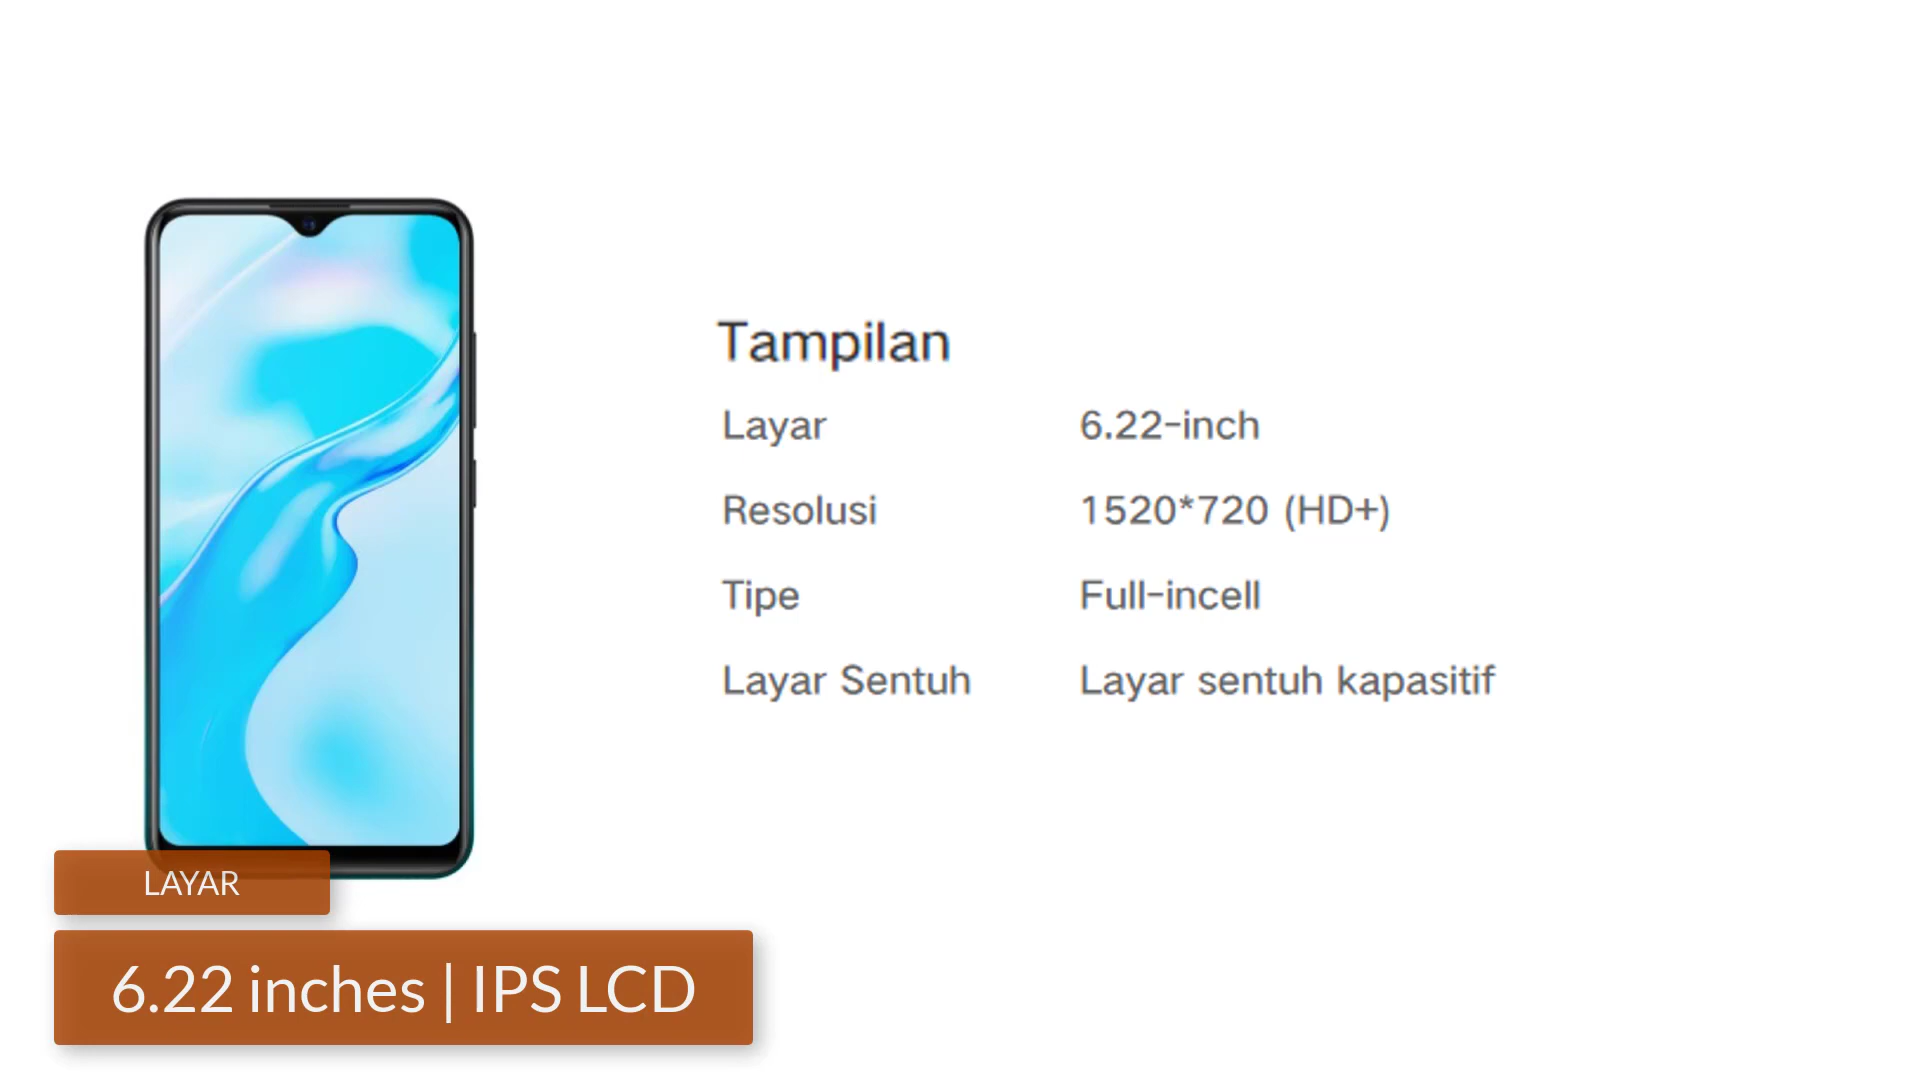 Tampilan
Layar 6.22-inch
Resolusi 1520*720 (HD+)
Tipe Full-incell
Layar Sentuh Layar sentuh kapasitif
LAYAR
6.22 inches | IPS LCD